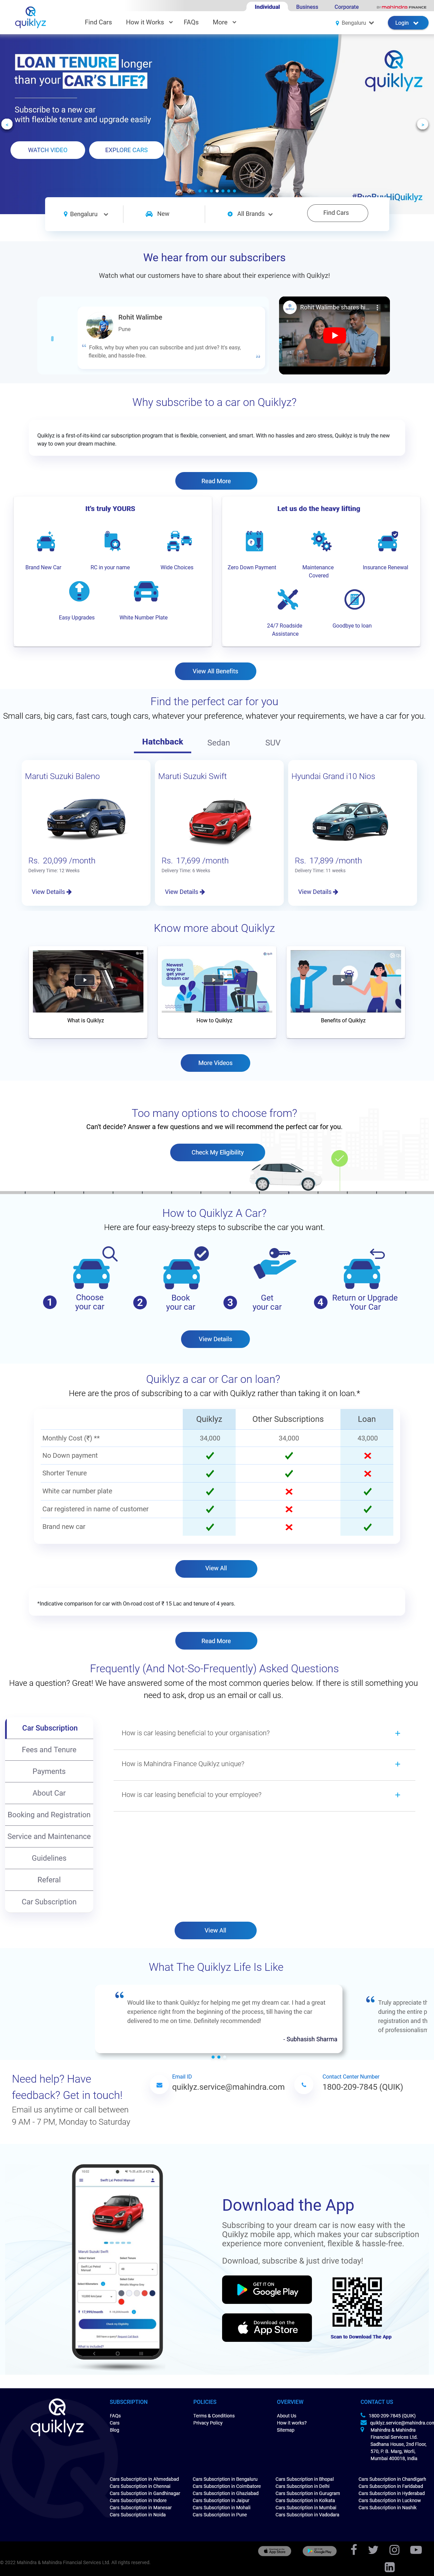 Individual Business Corporate mahindra FINANCE
quiklyz
Find Cars How it Works FAQs More Bengaluru Login
LOAN TENURE longer
than your CAR'S LIFE?
Subscribe to a new car
with flexible tenure and upgrade easily
WATCH VIDEO EXPLORE CARS
quiklyz
#ByeBuyHiQuiklyz
Bengaluru New All Brands Find Cars
We hear from our subscribers
Watch what our customers have to share about their experience with Quiklyz!
Rohit Walimbe
Pune
Folks, why buy when you can subscribe and just drive? It's easy,
flexible, and hassle-free.
Rohit Walimbe shares hi...
Why subscribe to a car on Quiklyz?
Quiklyz is a first-of-its-kind car subscription program that is flexible, convenient, and smart. With no hassles and zero stress, Quiklyz is truly the new
way to own your dream machine.
Read More
It's truly YOURS
Brand New Car RC in your name Wide Choices
Easy Upgrades White Number Plate
Let us do the heavy lifting
Zero Down Payment Maintenance Covered Insurance Renewal
24/7 Roadside Assistance Goodbye to loan
View All Benefits
Find the perfect car for you
Small cars, big cars, fast cars, tough cars, whatever your preference, whatever your requirements, we have a car for you.
Hatchback Sedan SUV
Maruti Suzuki Baleno Maruti Suzuki Swift Hyundai Grand i10 Nios
Rs. 20,099 /month Rs. 17,699 /month Rs. 17,899 /month
Delivery Time: 12 Weeks Delivery Time: 6 Weeks Delivery Time: 11 weeks
View Details View Details View Details
Know more about Quiklyz
Newest way to get your dream car
What is Quiklyz How to Quiklyz Benefits of Quiklyz
More Videos
Too many options to choose from?
Can't decide? Answer a few questions and we will recommend the perfect car for you.
Check My Eligibility
How to Quiklyz A Car?
Here are four easy-breezy steps to subscribe the car you want.
1 Choose your car
2 Book your car
3 Get your car
4 Return or Upgrade Your Car
View Details
Quiklyz a car or Car on loan?
Here are the pros of subscribing to a car with Quiklyz rather than taking it on loan.*
Quiklyz Other Subscriptions Loan
Monthly Cost (₹) ** 34,000 34,000 43,000
No Down payment
Shorter Tenure
White car number plate
Car registered in name of customer
Brand new car
View All
*Indicative comparison for car with On-road cost of ₹ 15 Lac and tenure of 4 years.
Read More
Frequently (And Not-So-Frequently) Asked Questions
Have a question? Great! We have answered some of the most common queries below. If there is still something you
need to ask, drop us an email or call us.
Car Subscription
Fees and Tenure
Payments
About Car
Booking and Registration
Service and Maintenance
Guidelines
Referal
Car Subscription
How is car leasing beneficial to your organisation? +
How is Mahindra Finance Quiklyz unique? +
How is car leasing beneficial to your employee? +
View All
What The Quiklyz Life Is Like
Would like to thank Quiklyz for helping me get my dream car. I had a great
experience from the beginning of the process, till having the car
delivered to me on time. Definitely recommended!
- Subhasish Sharma
Truly appreciate th
during the entire p
registration and th
of professionalism
Need help? Have
feedback? Get in touch!
Email us anytime or call between
9 AM - 7 PM, Monday to Saturday
Email ID
quiklyz.service@mahindra.com
Contact Center Number
1800-209-7845 (QUIK)
Download the App
Subscribing to your dream car is now easy with the
Quiklyz mobile app, which makes your car subscription
experience more convenient, flexible & hassle-free.
Download, subscribe & just drive today!
GET IT ON
Google Play
Download on the
App Store
Scan to Download The App
quiklyz
SUBSCRIPTION
FAQs
Cars
Blog
POLICIES
Terms & Conditions
Privacy Policy
OVERVIEW
About Us
How it works?
Sitemap
CONTACT US
1800-209-7845 (QUIK)
quiklyz.service@mahindra.com
Mahindra & Mahindra
Financial Services Ltd.
Sadhana House, 2nd Floor,
570, P. B. Marg, Worli,
Mumbai 400018, India
Cars Subscription in Ahmedabad Cars Subscription in Bengaluru Cars Subscription in Bhopal Cars Subscription in Chandigarh
Cars Subscription in Chennai Cars Subscription in Coimbatore Cars Subscription in Delhi Cars Subscription in Faridabad
Cars Subscription in Gandhinagar Cars Subscription in Ghaziabad Cars Subscription in Gurugram Cars Subscription in Hyderabad
Cars Subscription in Indore Cars Subscription in Jaipur Cars Subscription in Kolkata Cars Subscription in Lucknow
Cars Subscription in Manesar Cars Subscription in Mohali Cars Subscription in Mumbai Cars Subscription in Nashik
Cars Subscription in Noida Cars Subscription in Pune Cars Subscription in Vadodara
App Store Google Play
© 2022 Mahindra & Mahindra Financial Services Ltd. All rights reserved.